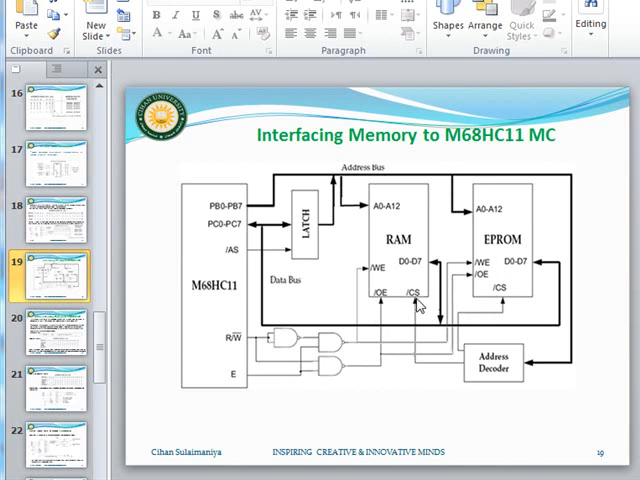 Paste
New
Slide
Shapes
Arrange
Quick
Styles
Editing
Clipboard
Slides
Font
Paragraph
Drawing
16
17
18
19
20
21
22
CIHAN UNIVERSITY
Interfacing Memory to M68HC11 MC
Address Bus
PB0-PB7
PC0-PC7
/AS
M68HC11
R/W
E
LATCH
Data Bus
A0-A12
RAM
D0-D7
/WE
/OE
/CS
A0-A12
EPROM
D0-D7
/WE
/OE
/CS
Address
Decoder
Cihan Sulaimaniya
INSPIRING CREATIVE & INNOVATIVE MINDS
19